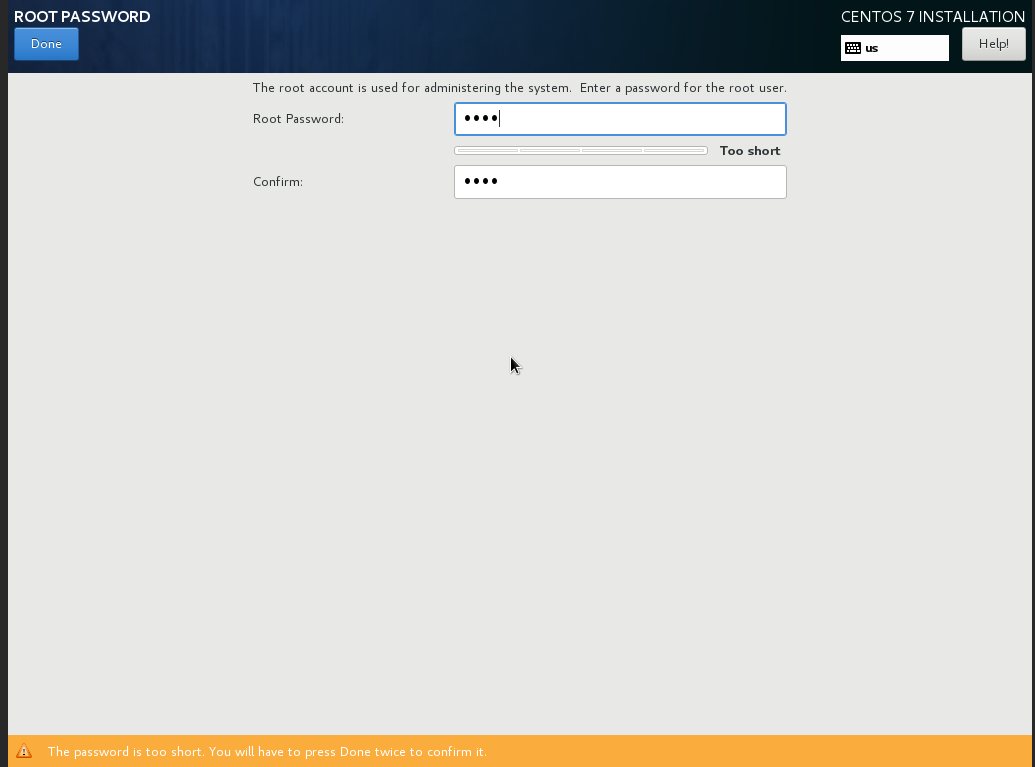 ROOT PASSWORD
CENTOS 7 INSTALLATION
Done
us
Help!
The root account is used for administering the system.  Enter a password for the root user.
Root Password: ••••
Too short
Confirm: ••••
The password is too short. You will have to press Done twice to confirm it.